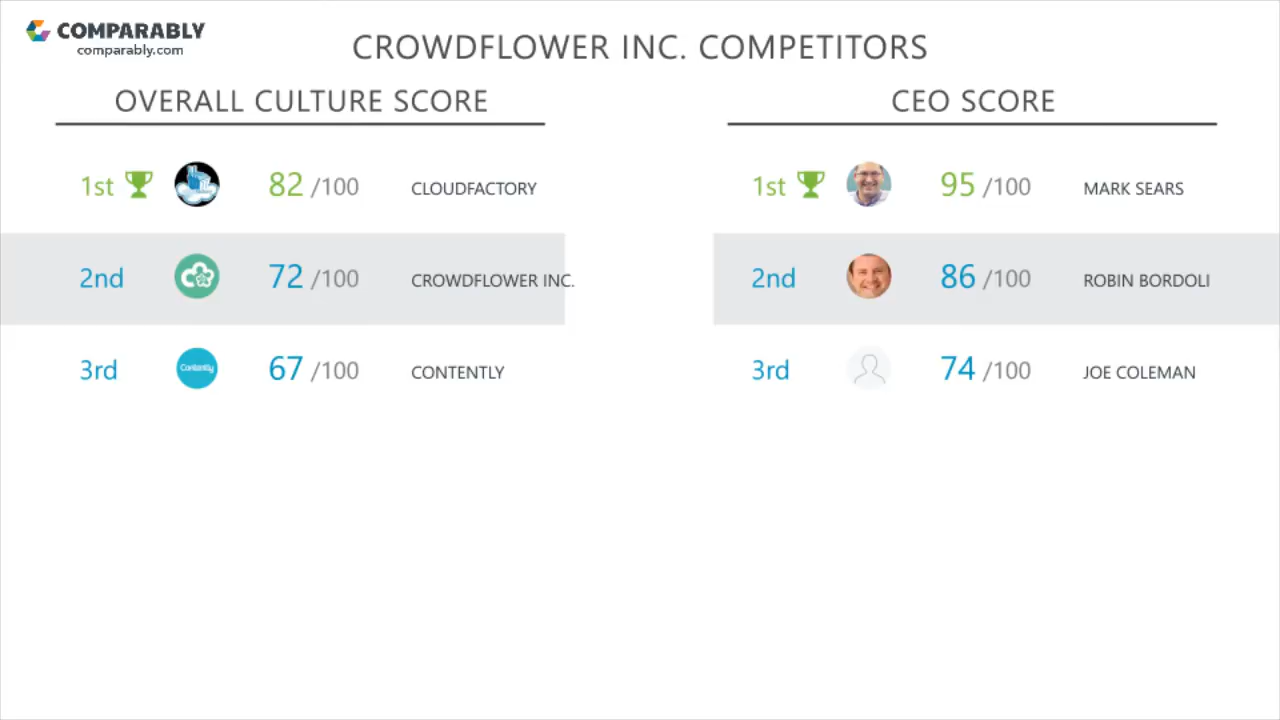 COMPARABLY
comparably.com
CROWDFLOWER INC. COMPETITORS
OVERALL CULTURE SCORE
1st 82 /100 CLOUDFACTORY
2nd 72 /100 CROWDFLOWER INC.
3rd Contently 67 /100 CONTENTLY
CEO SCORE
1st 95 /100 MARK SEARS
2nd 86 /100 ROBIN BORDOLI
3rd 74 /100 JOE COLEMAN